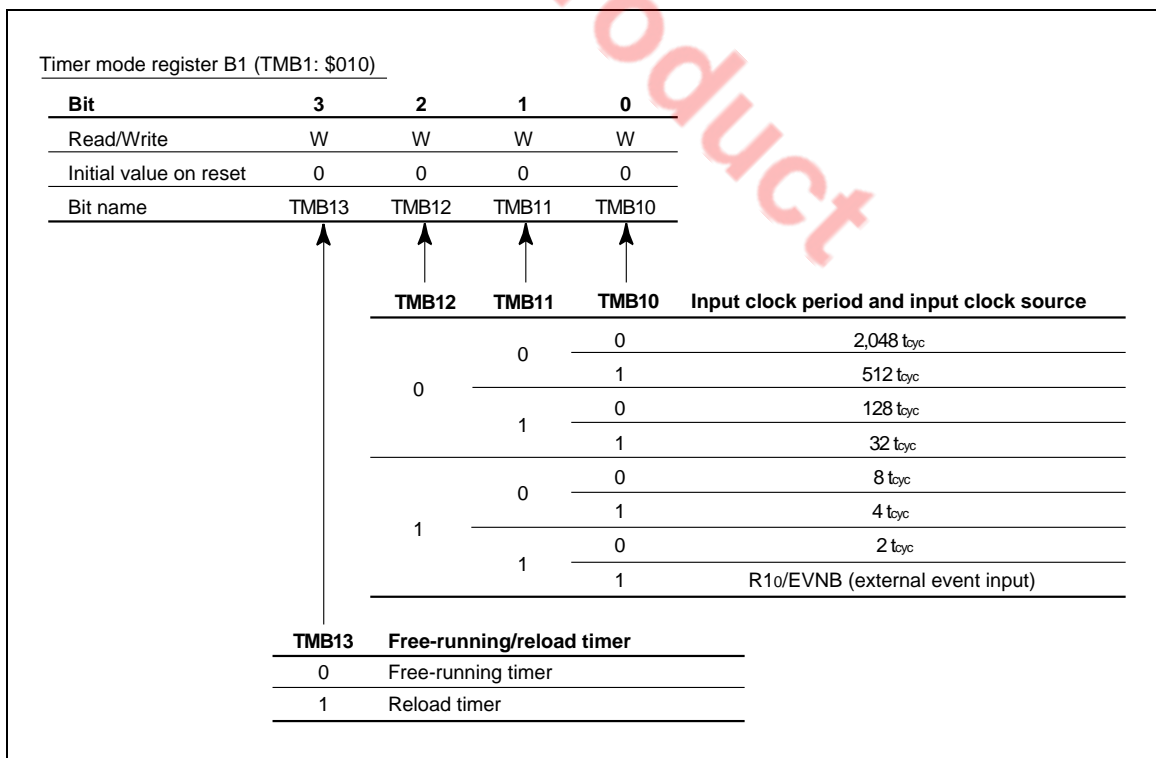 Product
Timer mode register B1 (TMB1: $010)
Bit 3 2 1 0
Read/Write W W W W
Initial value on reset 0 0 0 0
Bit name TMB13 TMB12 TMB11 TMB10
TMB12 TMB11 TMB10 Input clock period and input clock source
0 0 0 2,048 tcyc
1 512 tcyc
1 0 128 tcyc
1 32 tcyc
1 0 0 8 tcyc
1 4 tcyc
1 0 2 tcyc
1 R10/EVNB (external event input)
TMB13 Free-running/reload timer
0 Free-running timer
1 Reload timer